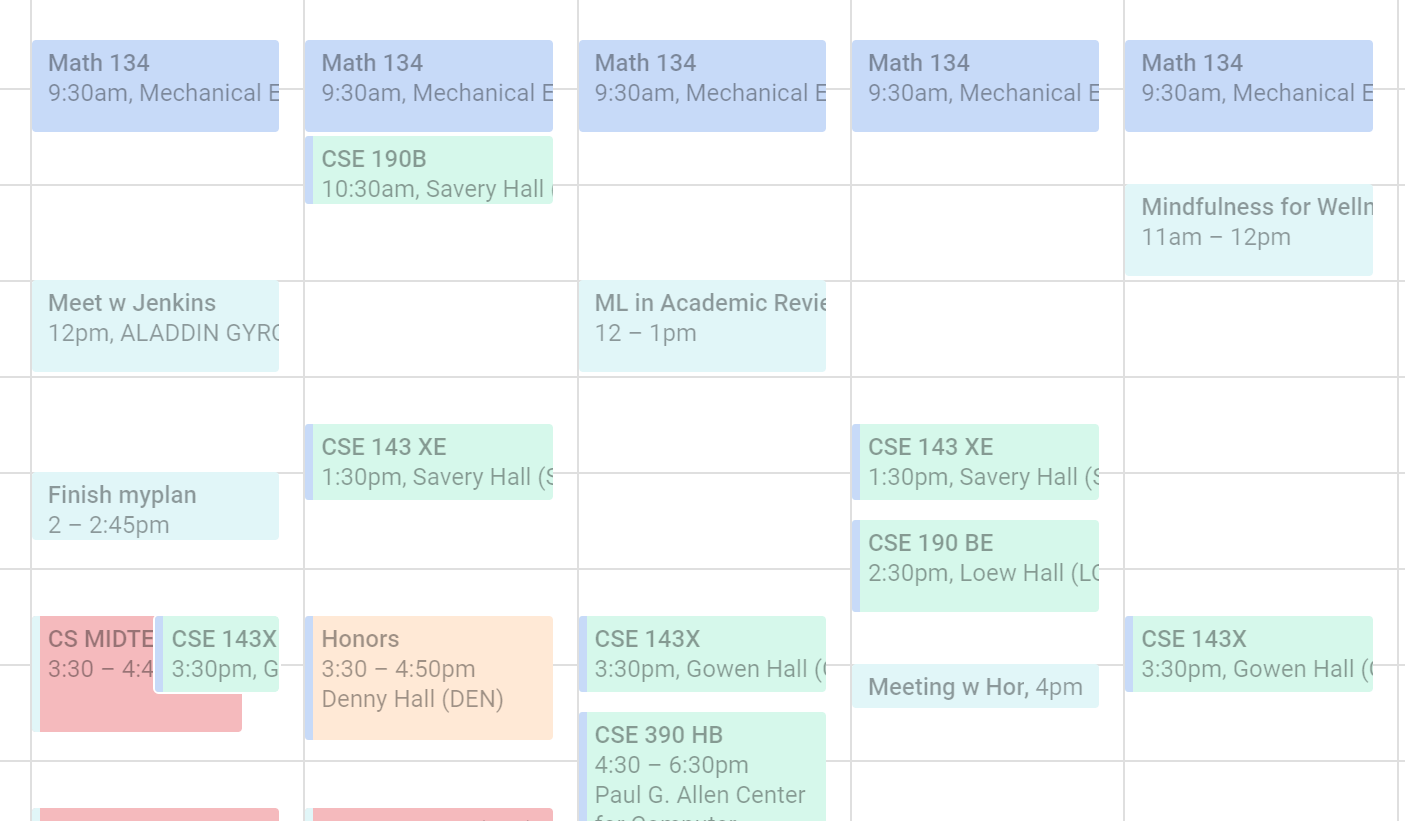 Math 134
9:30am, Mechanical E
Math 134
9:30am, Mechanical E
Math 134
9:30am, Mechanical E
Math 134
9:30am, Mechanical E
Math 134
9:30am, Mechanical E
CSE 190B
10:30am, Savery Hall (
Mindfulness for Welln
11am – 12pm
Meet w Jenkins
12pm, ALADDIN GYRO
ML in Academic Revie
12 – 1pm
CSE 143 XE
1:30pm, Savery Hall (S
CSE 143 XE
1:30pm, Savery Hall (S
Finish myplan
2 – 2:45pm
CSE 190 BE
2:30pm, Loew Hall (LO
CS MIDTE
3:30 – 4:4
CSE 143X
3:30pm, G
Honors
3:30 – 4:50pm
Denny Hall (DEN)
CSE 143X
3:30pm, Gowen Hall (G
CSE 143X
3:30pm, Gowen Hall (G
Meeting w Hor, 4pm
CSE 390 HB
4:30 – 6:30pm
Paul G. Allen Center
for Computer